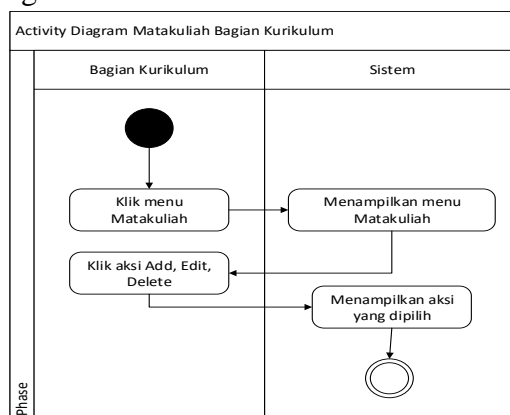 Activity Diagram Matakuliah Bagian Kurikulum
Bagian Kurikulum
Sistem
Klik menu
Matakuliah
Menampilkan menu
Matakuliah
Klik aksi Add, Edit,
Delete
Menampilkan aksi
yang dipilih
Phase